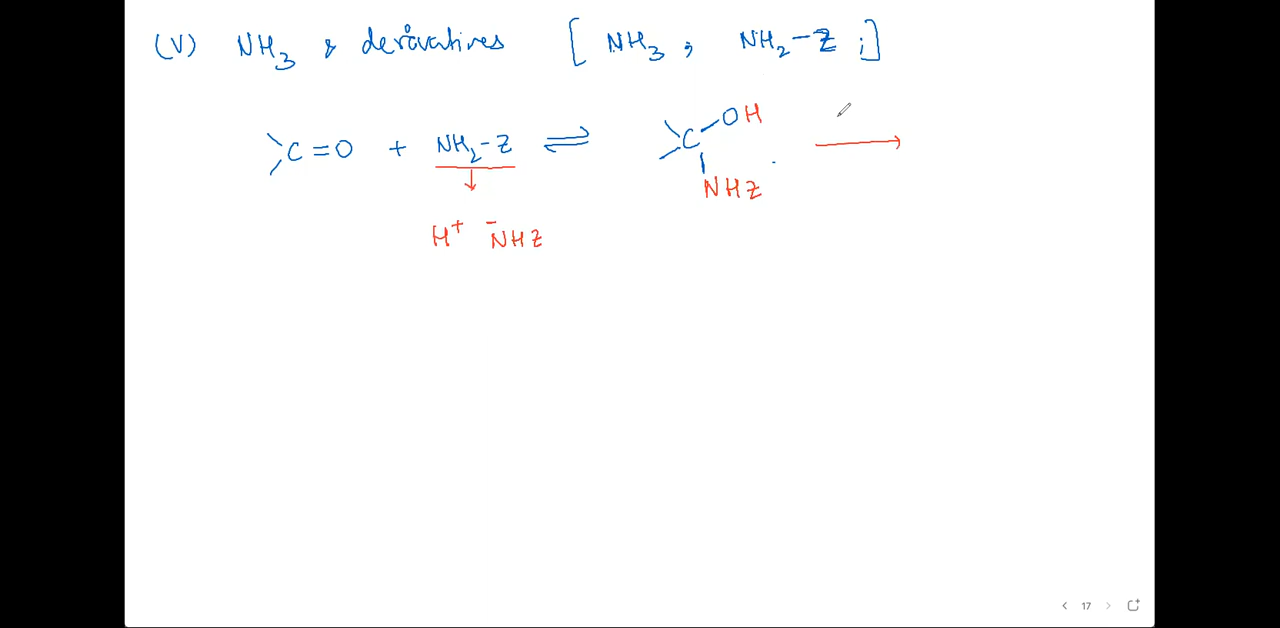 (V) NH3 & derivatives [ NH3 , NH2-Z ; ]
>C=O + NH2-Z ⇌ >C-OH →
NHZ
↓
H+ -NHZ
< 17 >